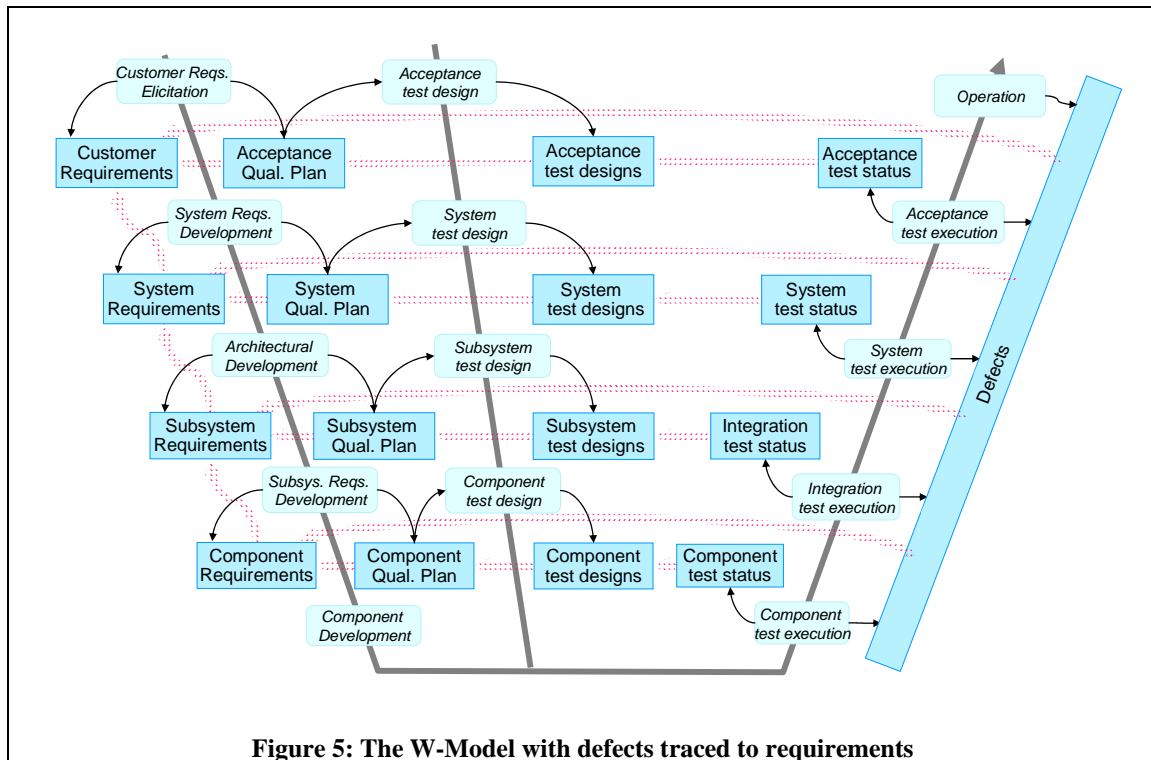 Customer Reqs.
Elicitation
Acceptance
test design
Operation
Customer
Requirements
Acceptance
Qual. Plan
Acceptance
test designs
Acceptance
test status
System Reqs.
Development
System
test design
Acceptance
test execution
System
Requirements
System
Qual. Plan
System
test designs
System
test status
Architectural
Development
Subsystem
test design
System
test execution
Defects
Subsystem
Requirements
Subsystem
Qual. Plan
Subsystem
test designs
Integration
test status
Subsys. Reqs.
Development
Component
test design
Integration
test execution
Component
Requirements
Component
Qual. Plan
Component
test designs
Component
test status
Component
Development
Component
test execution
Figure 5: The W-Model with defects traced to requirements